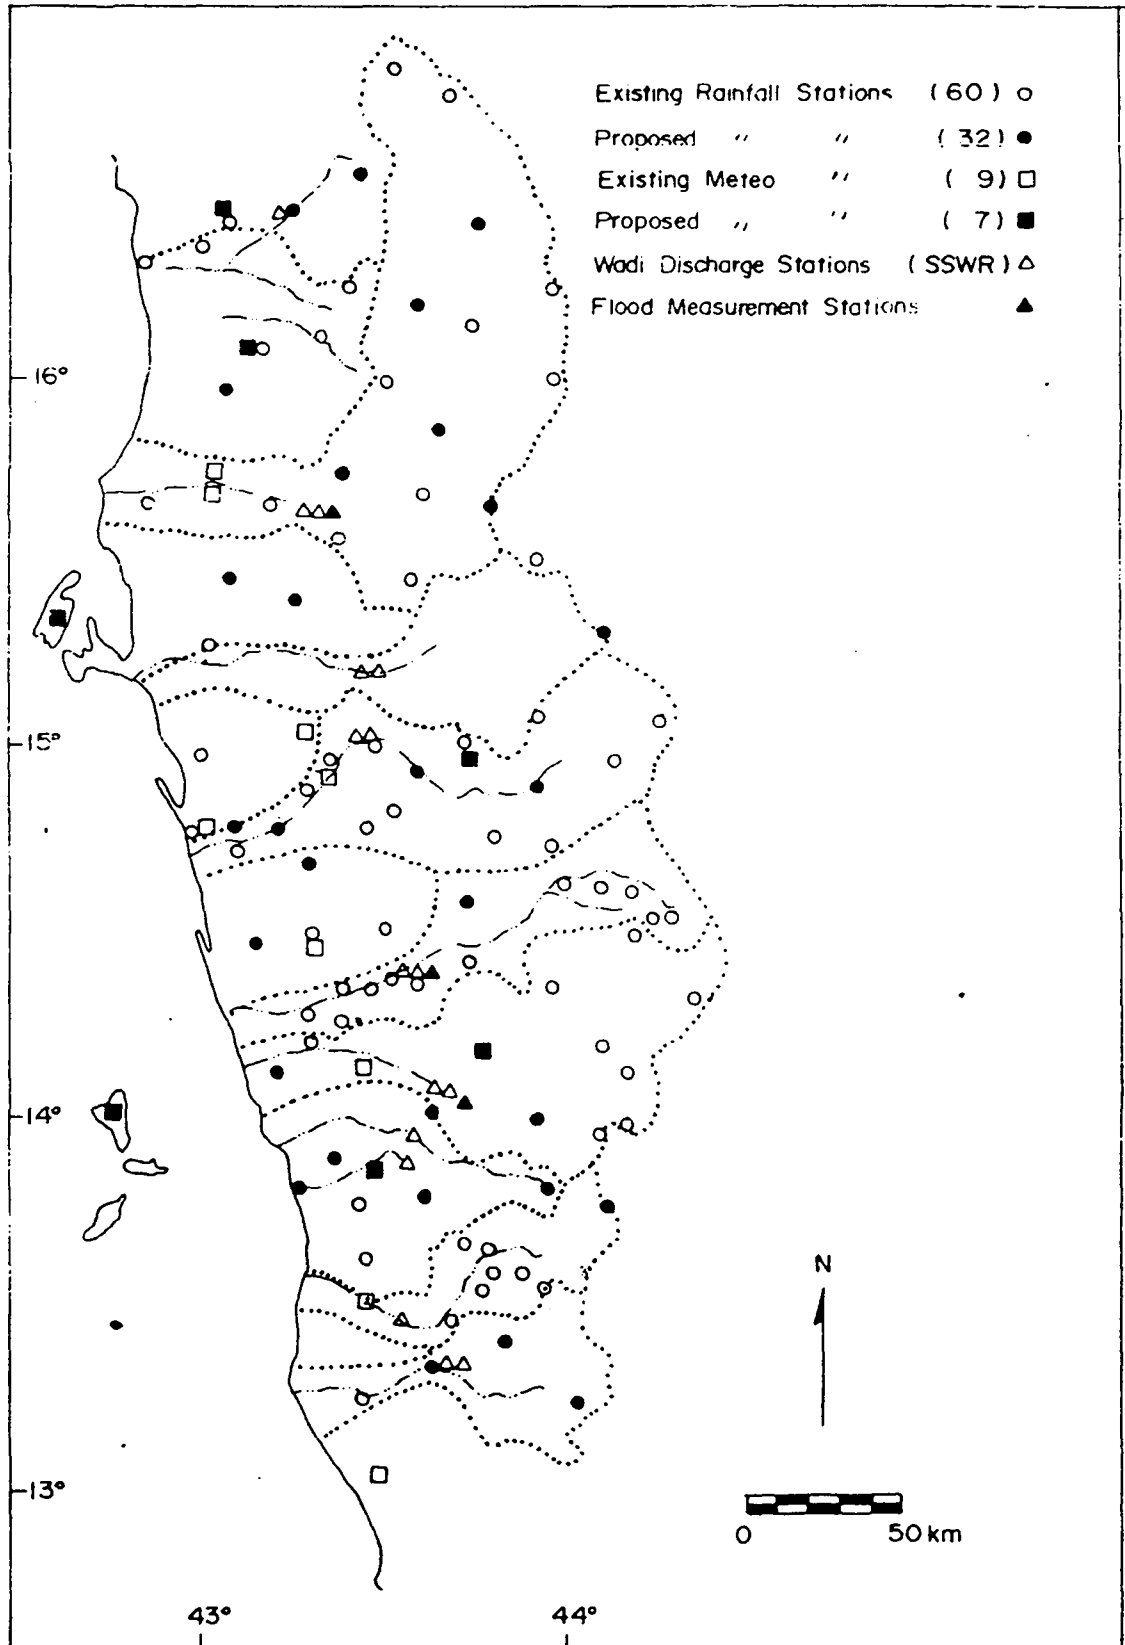 Existing Rainfall Stations (60)
Proposed " " (32)
Existing Meteo " (9)
Proposed " " (7)
Wadi Discharge Stations (SSWR)
Flood Measurement Stations
16°
15°
14°
N
13°
0 50 km
43° 44°